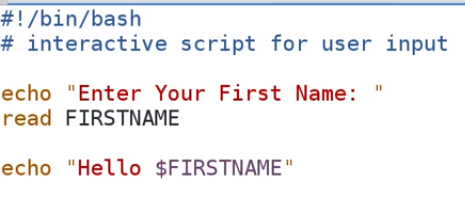 #!/bin/bash
# interactive script for user input
echo "Enter Your First Name: "
read FIRSTNAME
echo "Hello $FIRSTNAME"